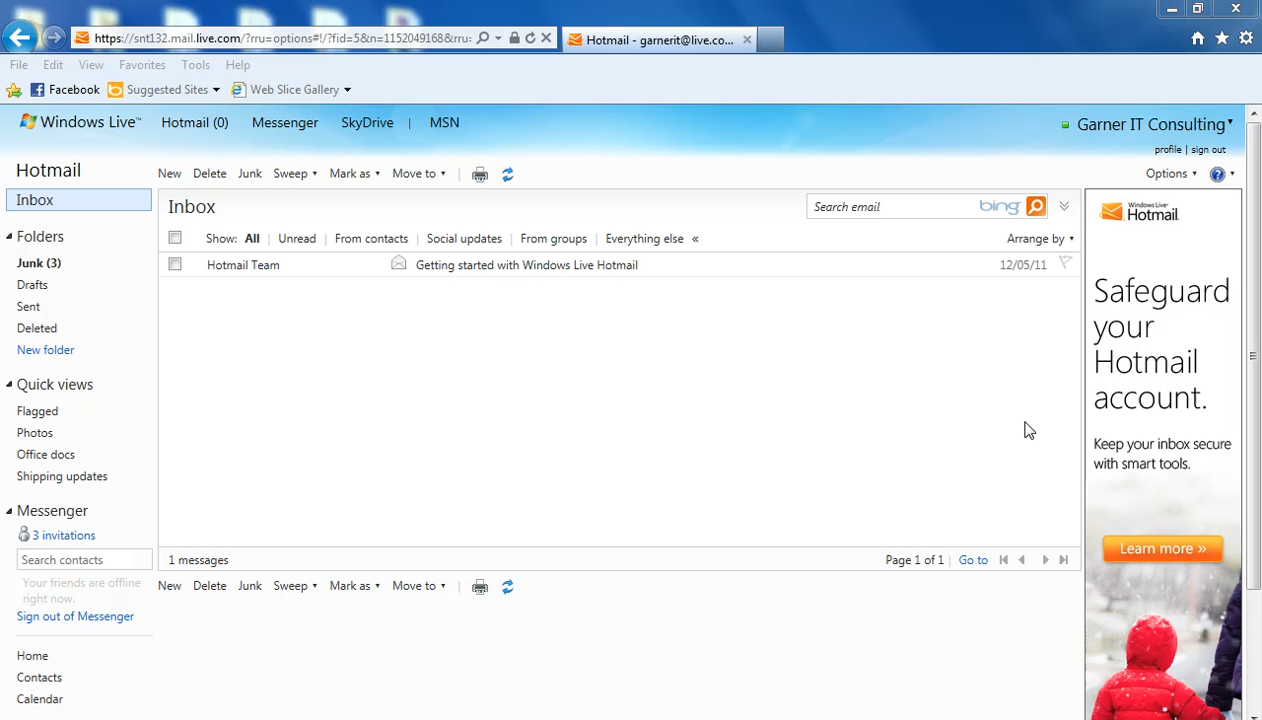 https://snt132.mail.live.com/?rru=options#!/?fid=5&n=1152049168&rru:
Hotmail - garnerit@live.co...
File Edit View Favorites Tools Help
Facebook Suggested Sites Web Slice Gallery
Windows Live™ Hotmail (0) Messenger SkyDrive | MSN
Garner IT Consulting
profile | sign out
Hotmail
New Delete Junk Sweep Mark as Move to
Options
Inbox
Inbox
Search email bing
Folders
Show: All Unread From contacts Social updates From groups Everything else «
Arrange by
Junk (3)
Hotmail Team Getting started with Windows Live Hotmail 12/05/11
Drafts
Sent
Deleted
New folder
Quick views
Flagged
Photos
Office docs
Shipping updates
Messenger
3 invitations
Search contacts
Your friends are offline
right now.
Sign out of Messenger
Home
Contacts
Calendar
1 messages
Page 1 of 1 Go to
New Delete Junk Sweep Mark as Move to
Windows Live™
Hotmail
Safeguard
your
Hotmail
account.
Keep your inbox secure
with smart tools.
Learn more »